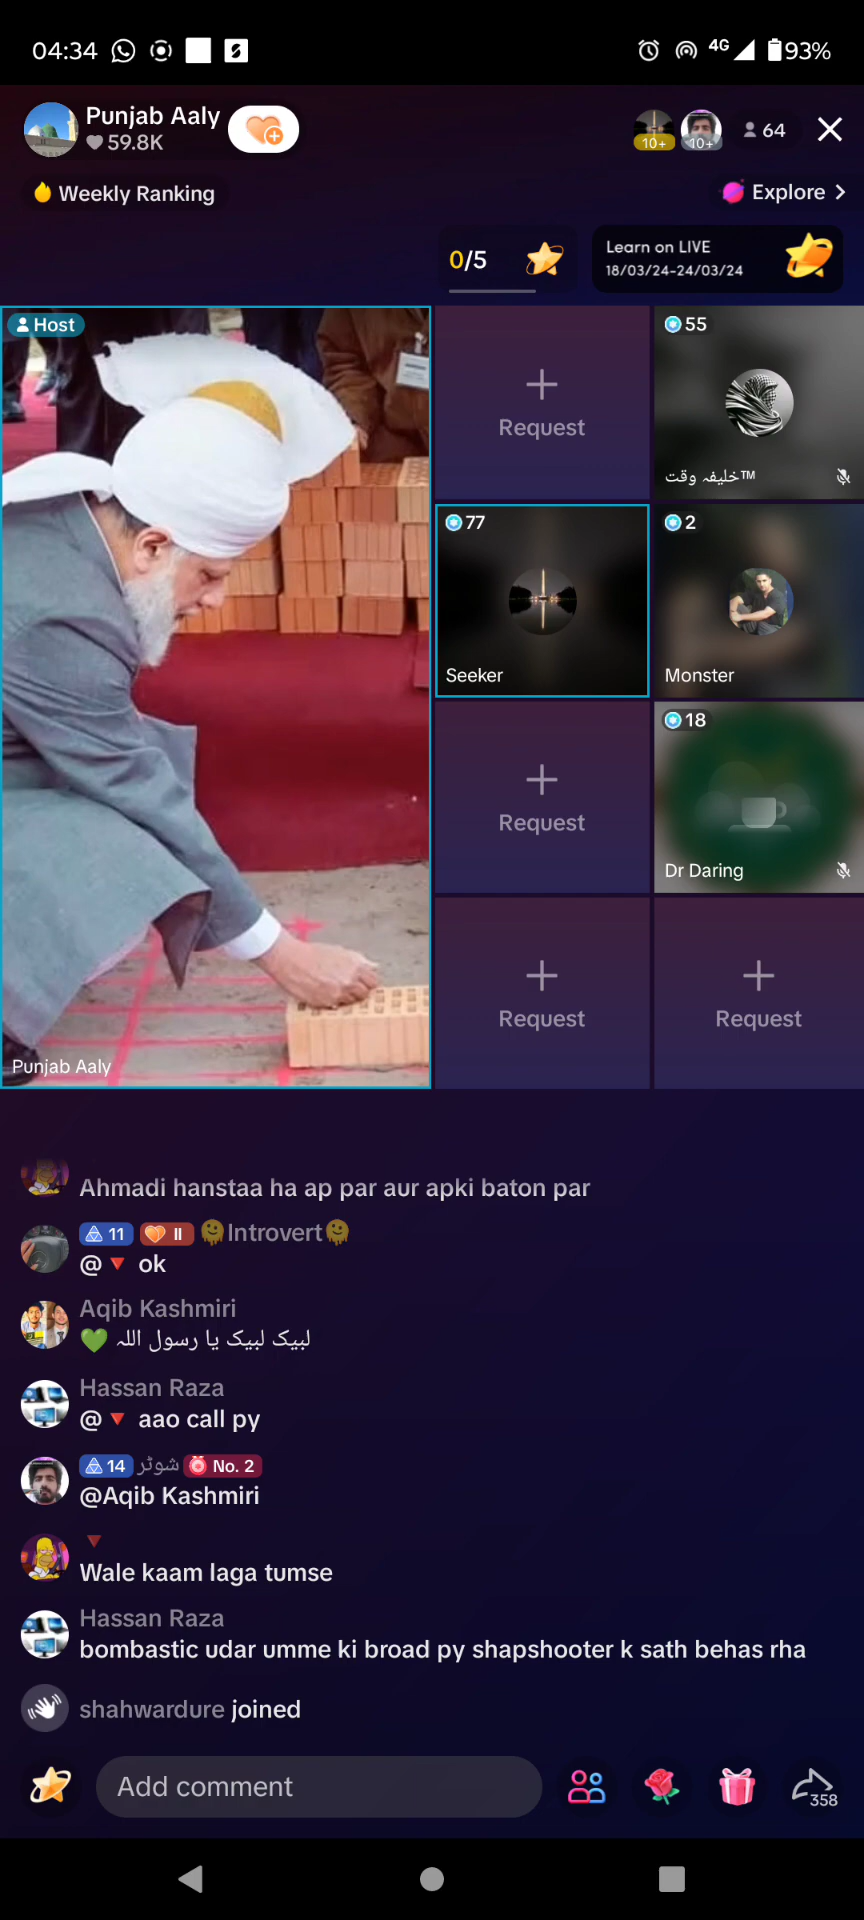 04:34
4G
93%
Punjab Aaly
59.8K
10+
10+
64
Weekly Ranking
Explore
0/5
Learn on LIVE
18/03/24-24/03/24
Host
Punjab Aaly
Request
55
خلیفہ وقت™
77
Seeker
2
Monster
Request
18
Dr Daring
Request
Request
Ahmadi hanstaa ha ap par aur apki baton par
11 II 🫠Introvert🫠
@🔻 ok
Aqib Kashmiri
لبیک لبیک یا رسول اللہ 💚
Hassan Raza
@🔻 aao call py
14 شوٹر No. 2
@Aqib Kashmiri
🔻
Wale kaam laga tumse
Hassan Raza
bombastic udar umme ki broad py shapshooter k sath behas rha
shahwardure joined
Add comment
358